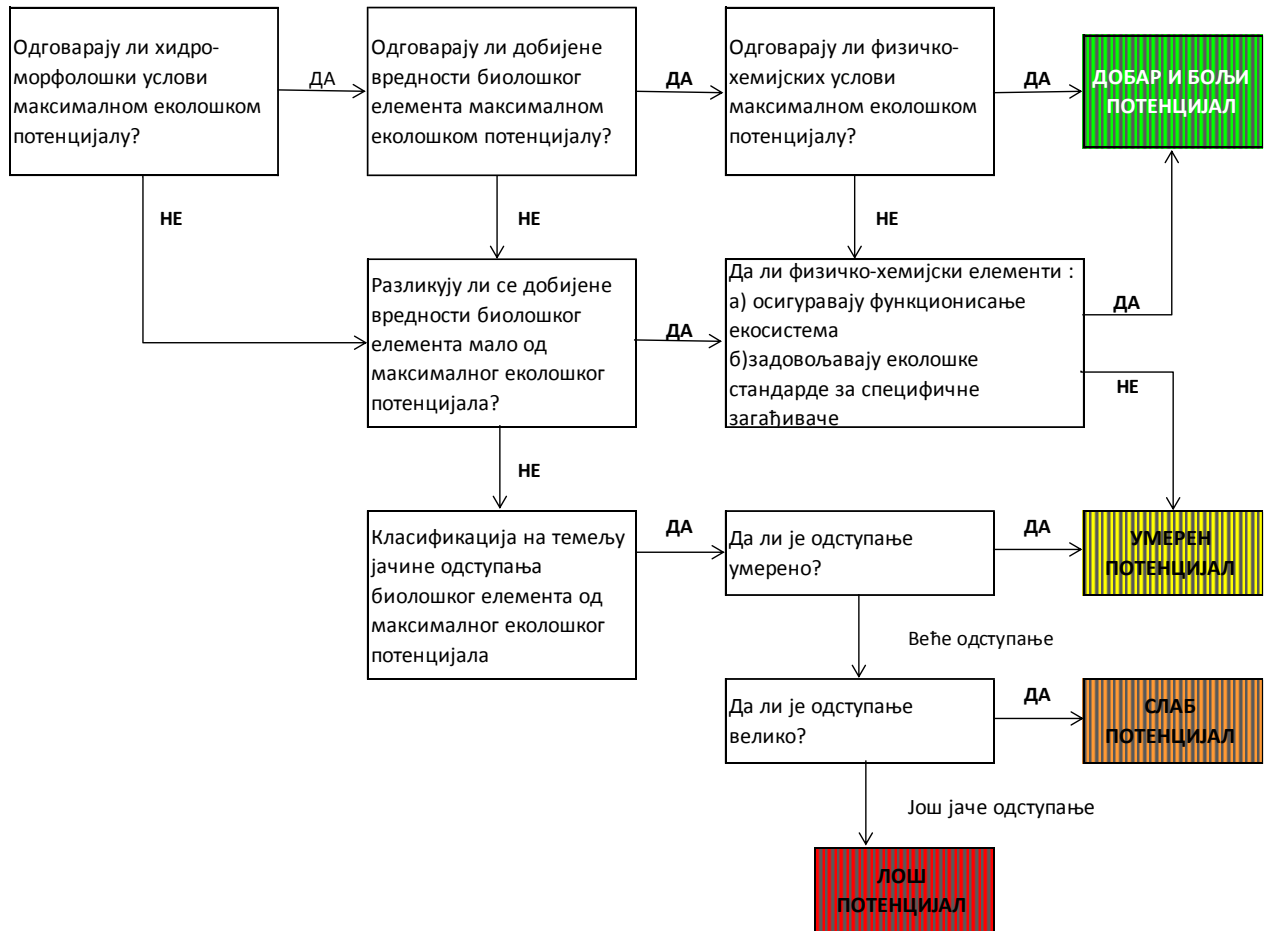 Одговарају ли хидро-
морфолошки услови
максималном еколошком
потенцијалу?
ДА
Одговарају ли добијене
вредности биолошког
елемента максималном
еколошком потенцијалу?
ДА
Одговарају ли физичко-
хемијских услови
максималном еколошком
потенцијалу?
ДА
ДОБАР И БОЉИ
ПОТЕНЦИЈАЛ
НЕ
НЕ
НЕ
Разликују ли се добијене
вредности биолошког
елемента мало од
максималног еколошког
потенцијала?
ДА
Да ли физичко-хемијски елементи :
а) осигуравају функционисање
екосистема
б)задовољавају еколошке
стандарде за специфичне
загађиваче
ДА
НЕ
НЕ
Класификација на темељу
јачине одступања
биолошког елемента од
максималног еколошког
потенцијала
ДА
Да ли је одступање
умерено?
ДА
УМЕРЕН
ПОТЕНЦИЈАЛ
Веће одступање
Да ли је одступање
велико?
ДА
СЛАБ
ПОТЕНЦИЈАЛ
Још јаче одступање
ЛОШ
ПОТЕНЦИЈАЛ